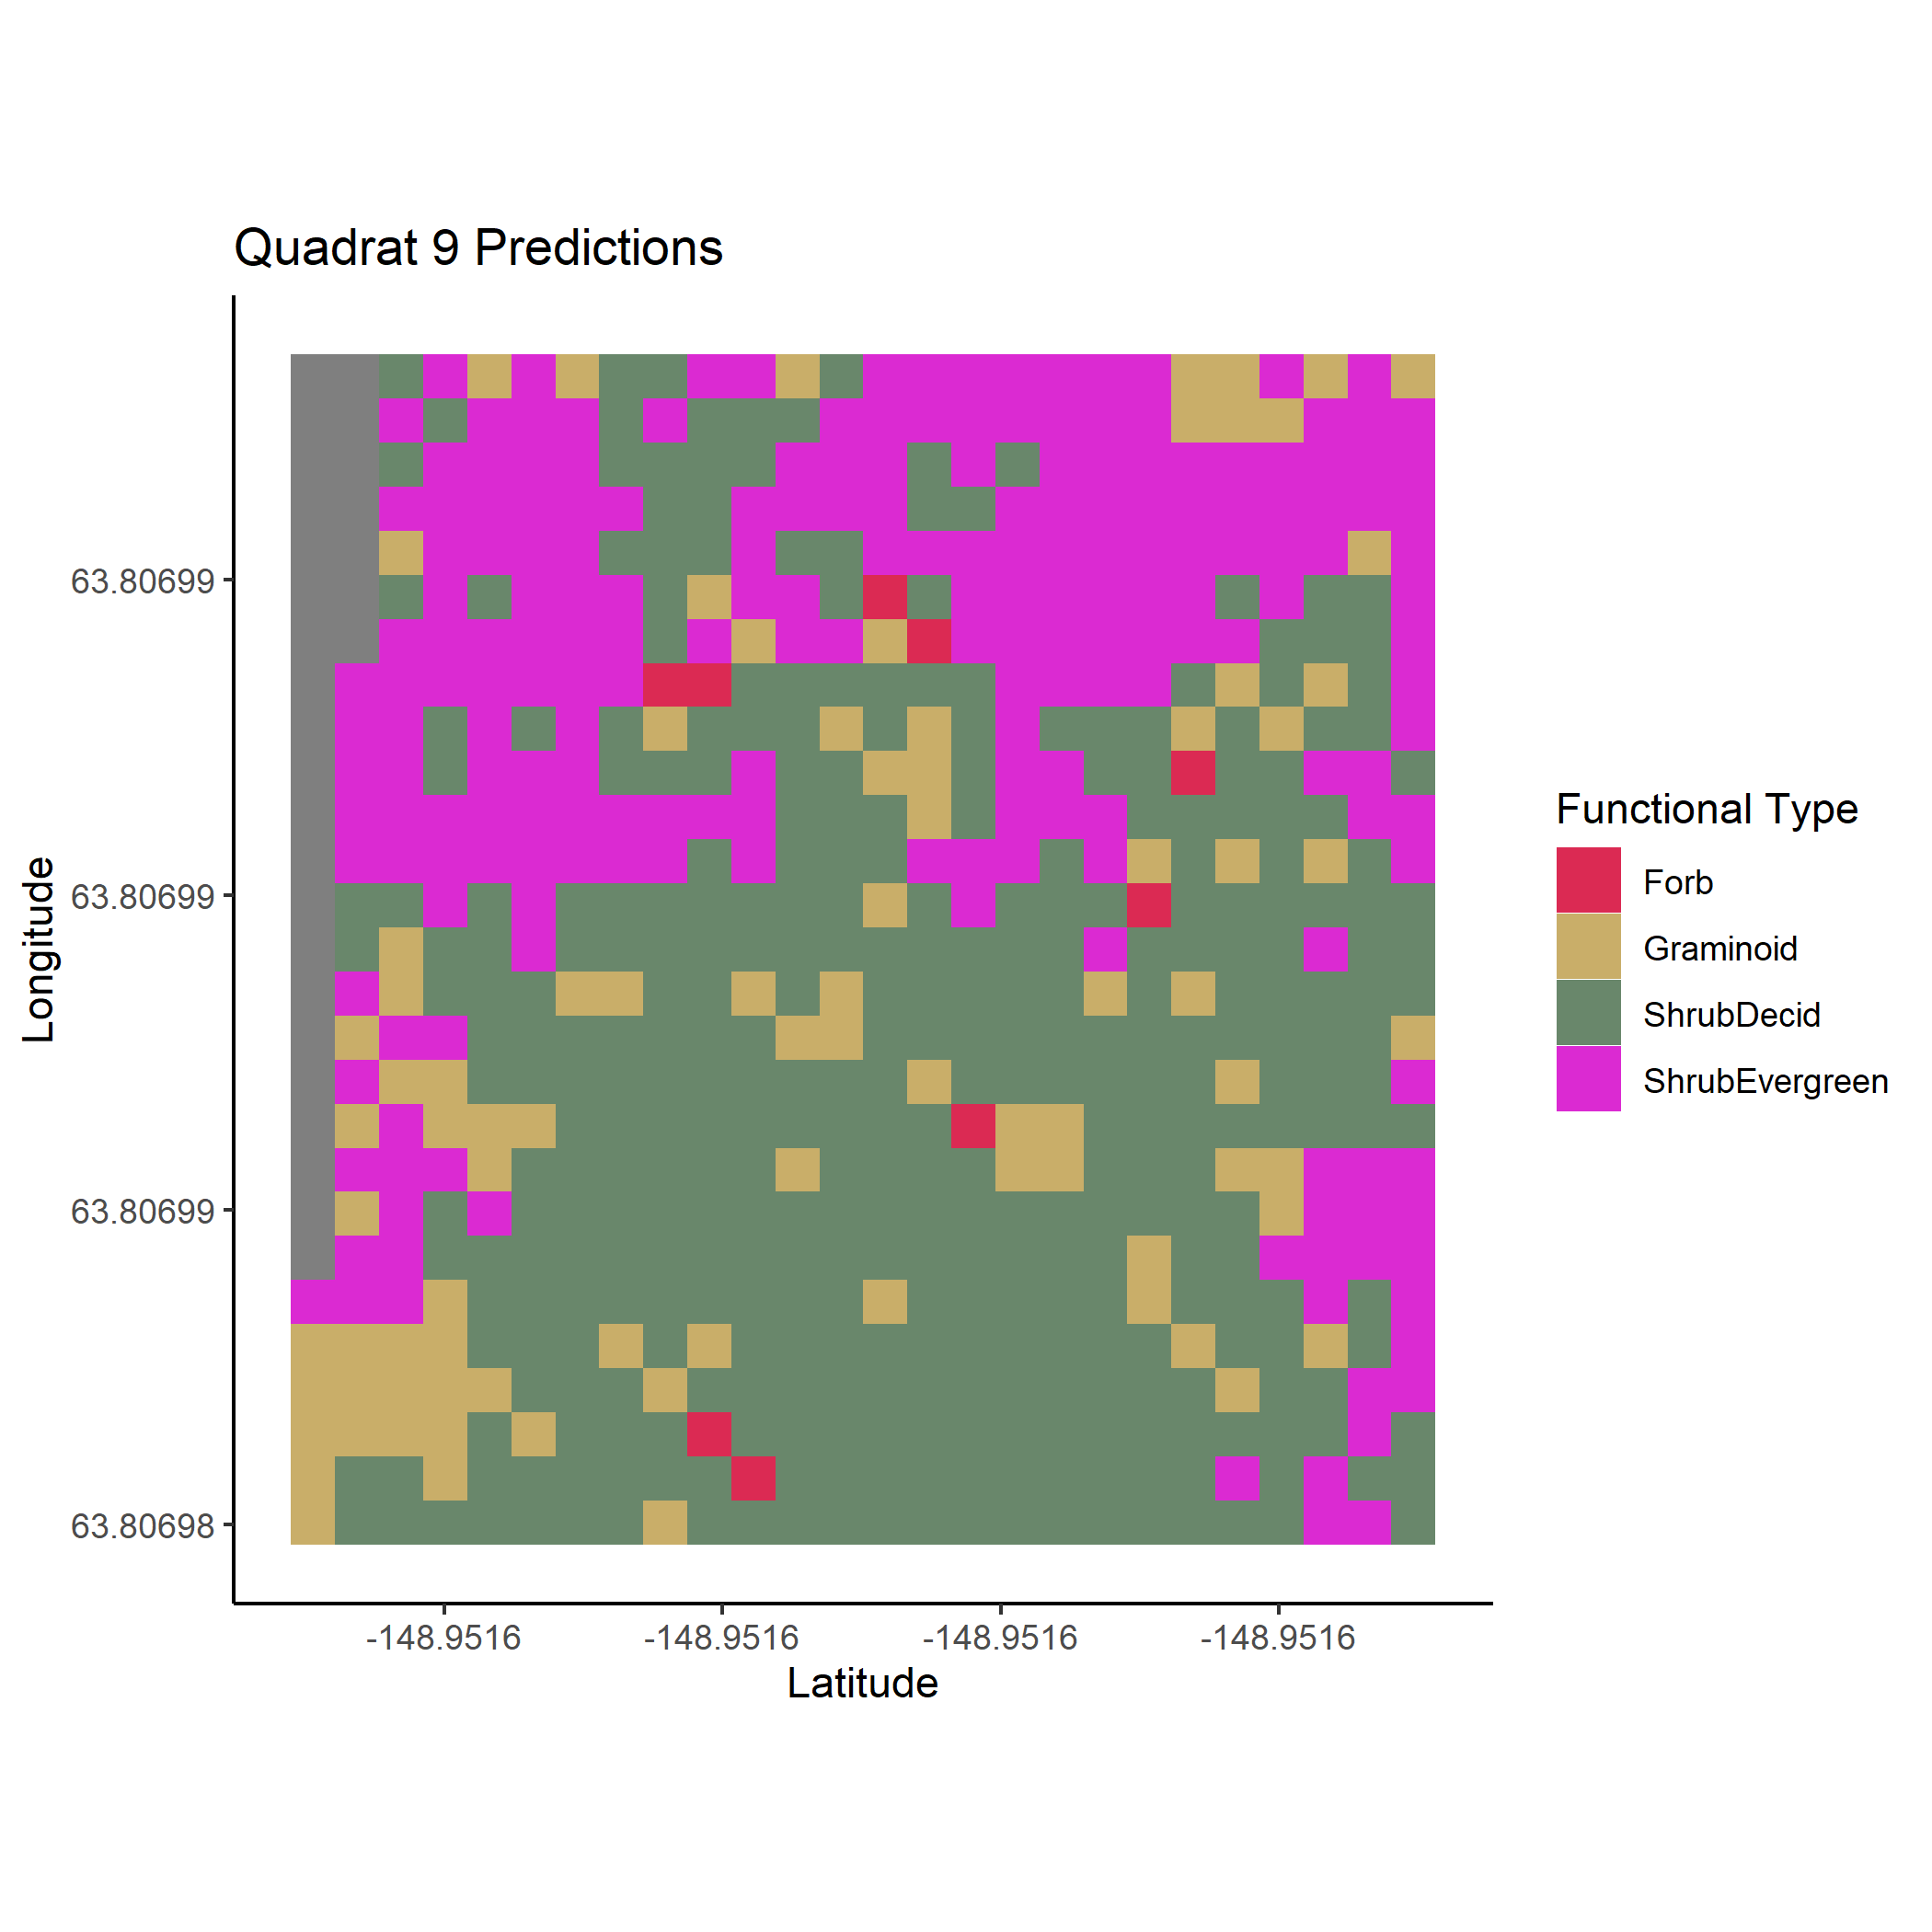 Quadrat 9 Predictions
Longitude
63.80699
63.80699
63.80699
63.80698
-148.9516
-148.9516
-148.9516
-148.9516
Latitude
Functional Type
Forb
Graminoid
ShrubDecid
ShrubEvergreen